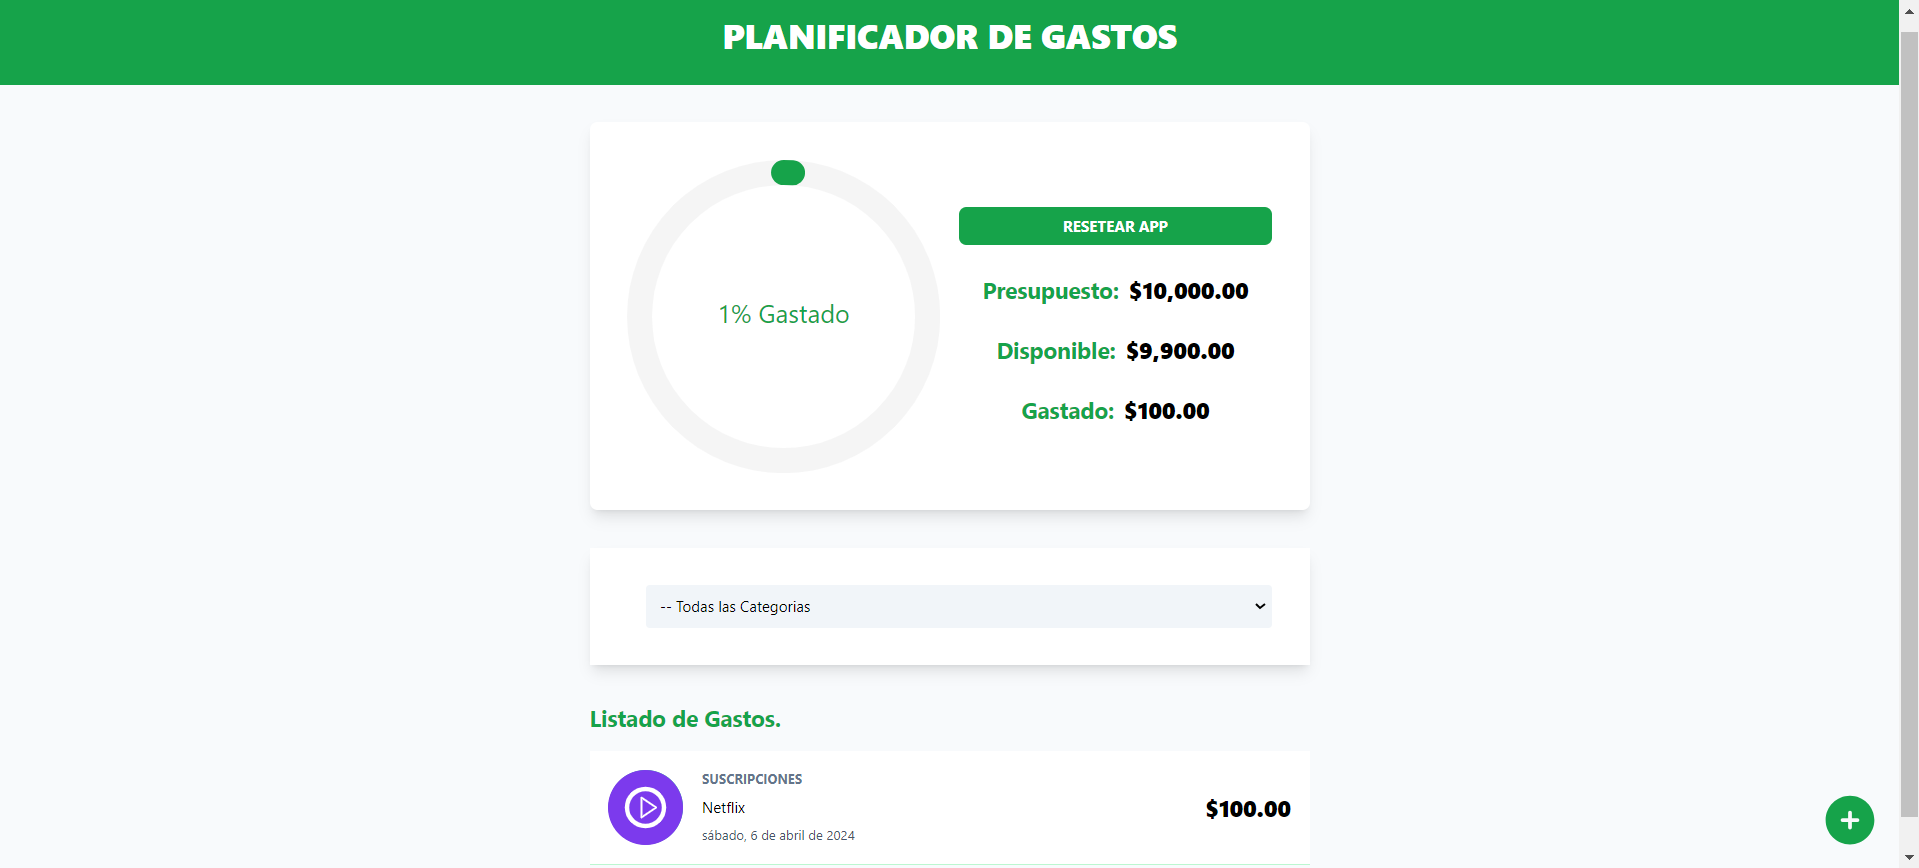 PLANIFICADOR DE GASTOS
1% Gastado
RESETEAR APP
Presupuesto: $10,000.00
Disponible: $9,900.00
Gastado: $100.00
-- Todas las Categorias
Listado de Gastos.
SUSCRIPCIONES
Netflix
$100.00
sábado, 6 de abril de 2024